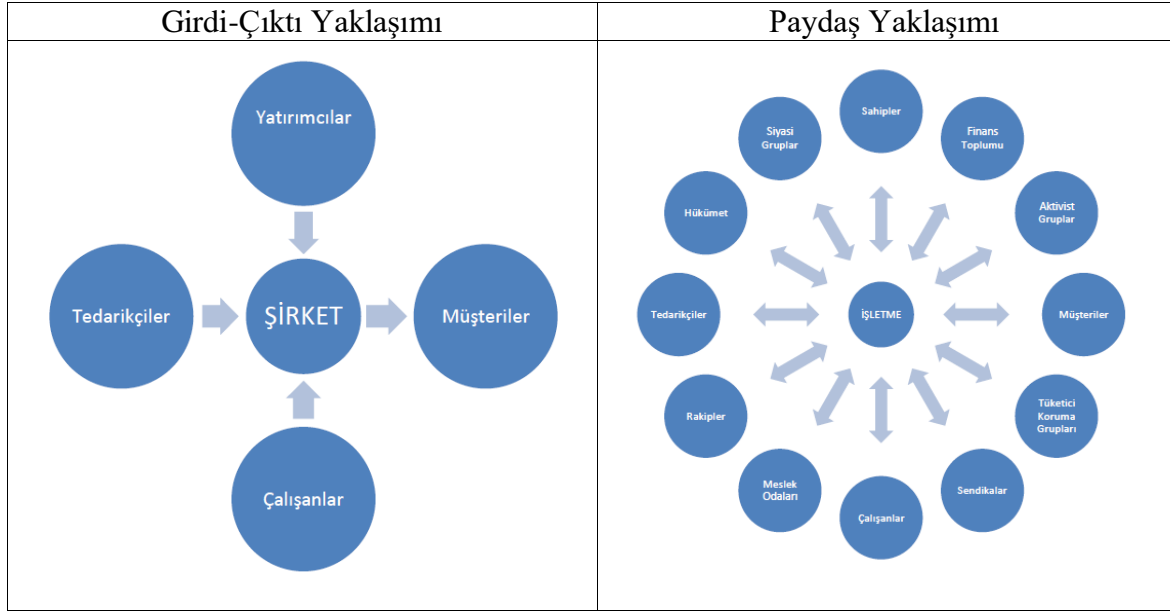 Girdi-Çıktı Yaklaşımı
Yatırımcılar
Tedarikçiler
ŞİRKET
Müşteriler
Çalışanlar
Paydaş Yaklaşımı
Sahipler
Siyasi
Gruplar
Finans
Toplumu
Hükümet
Aktivist
Gruplar
Tedarikçiler
İŞLETME
Müşteriler
Rakipler
Tüketici
Koruma
Grupları
Meslek
Odaları
Sendikalar
Çalışanlar